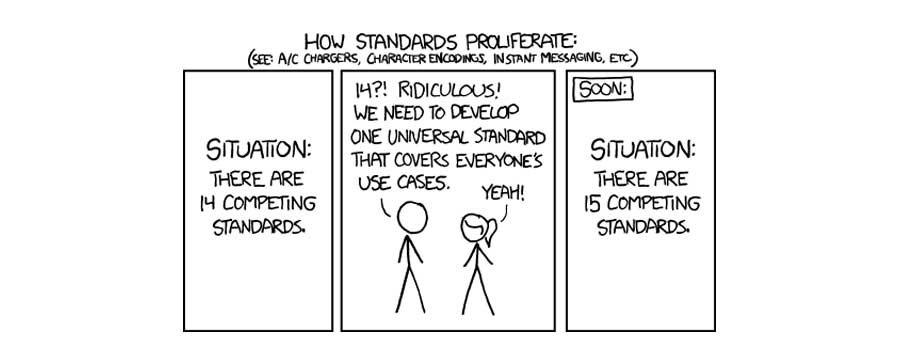 HOW STANDARDS PROLIFERATE:
(SEE: A/C CHARGERS, CHARACTER ENCODINGS, INSTANT MESSAGING, ETC.)
SITUATION:
THERE ARE
14 COMPETING
STANDARDS.
14?! RIDICULOUS!
WE NEED TO DEVELOP
ONE UNIVERSAL STANDARD
THAT COVERS EVERYONE'S
USE CASES.
YEAH!
SOON:
SITUATION:
THERE ARE
15 COMPETING
STANDARDS.